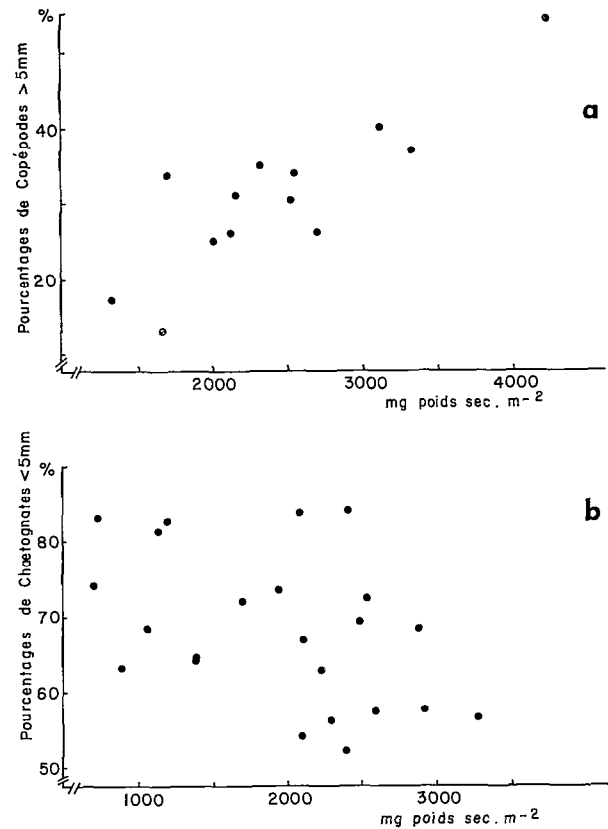 %
a
Pourcentages de Copépodes >5mm
40
20
2000 3000 4000
mg poids sec. m-2
%
b
Pourcentages de Chœtognates <5mm
80
70
60
50
1000 2000 3000
mg poids sec. m-2